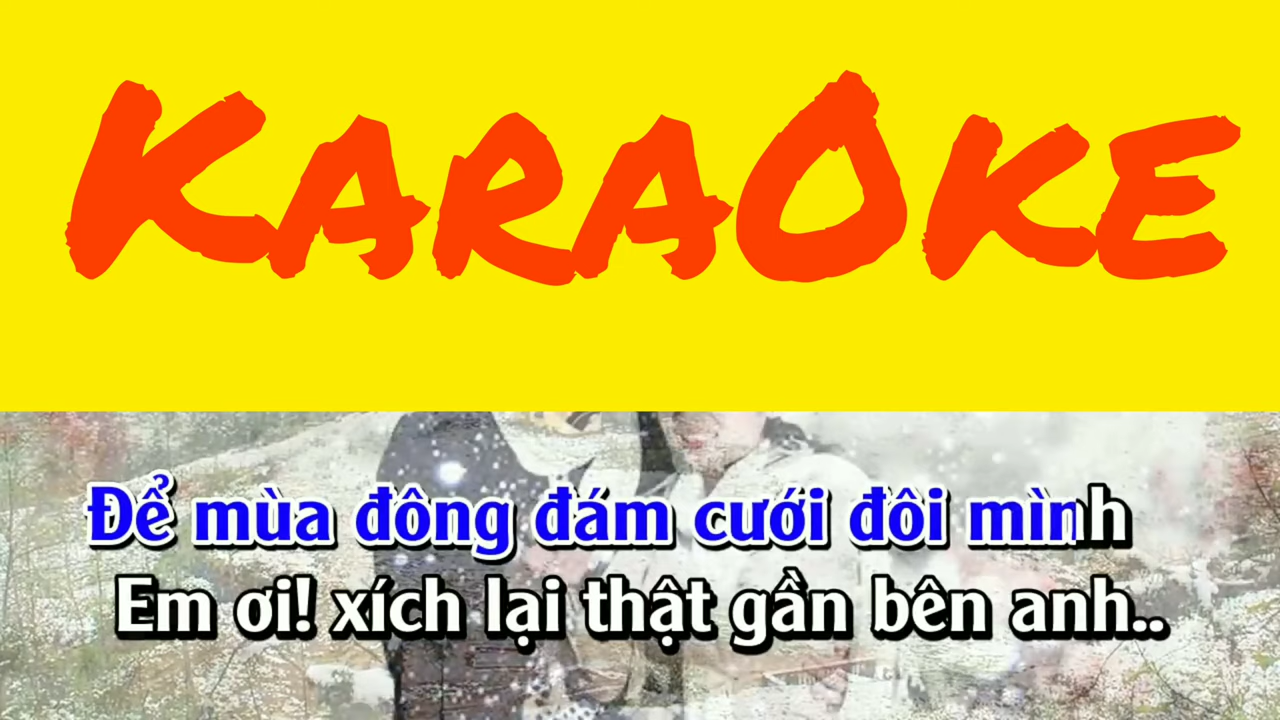 KaraOke
Để mùa đông đám cưới đôi mình
Em ơi! xích lại thật gần bên anh..